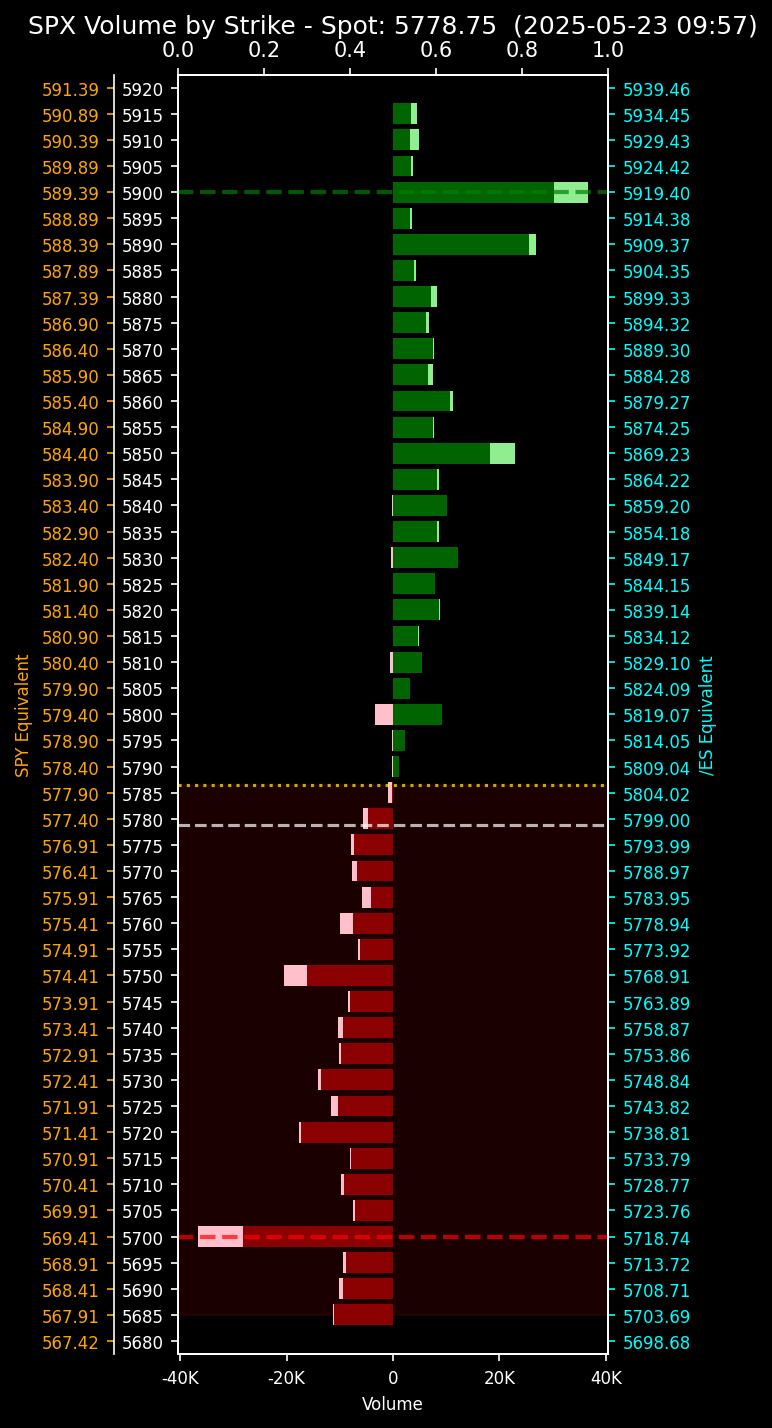 SPX Volume by Strike - Spot: 5778.75 (2025-05-23 09:57)
0.0 0.2 0.4 0.6 0.8 1.0
591.39 5920 5939.46
590.89 5915 5934.45
590.39 5910 5929.43
589.89 5905 5924.42
589.39 5900 5919.40
588.89 5895 5914.38
588.39 5890 5909.37
587.89 5885 5904.35
587.39 5880 5899.33
586.90 5875 5894.32
586.40 5870 5889.30
585.90 5865 5884.28
585.40 5860 5879.27
584.90 5855 5874.25
584.40 5850 5869.23
583.90 5845 5864.22
583.40 5840 5859.20
582.90 5835 5854.18
582.40 5830 5849.17
581.90 5825 5844.15
581.40 5820 5839.14
580.90 5815 5834.12
580.40 5810 5829.10
579.90 5805 5824.09
579.40 5800 5819.07
578.90 5795 5814.05
578.40 5790 5809.04
577.90 5785 5804.02
577.40 5780 5799.00
576.91 5775 5793.99
576.41 5770 5788.97
575.91 5765 5783.95
575.41 5760 5778.94
574.91 5755 5773.92
574.41 5750 5768.91
573.91 5745 5763.89
573.41 5740 5758.87
572.91 5735 5753.86
572.41 5730 5748.84
571.91 5725 5743.82
571.41 5720 5738.81
570.91 5715 5733.79
570.41 5710 5728.77
569.91 5705 5723.76
569.41 5700 5718.74
568.91 5695 5713.72
568.41 5690 5708.71
567.91 5685 5703.69
567.42 5680 5698.68
SPY Equivalent
/ES Equivalent
-40K -20K 0 20K 40K
Volume